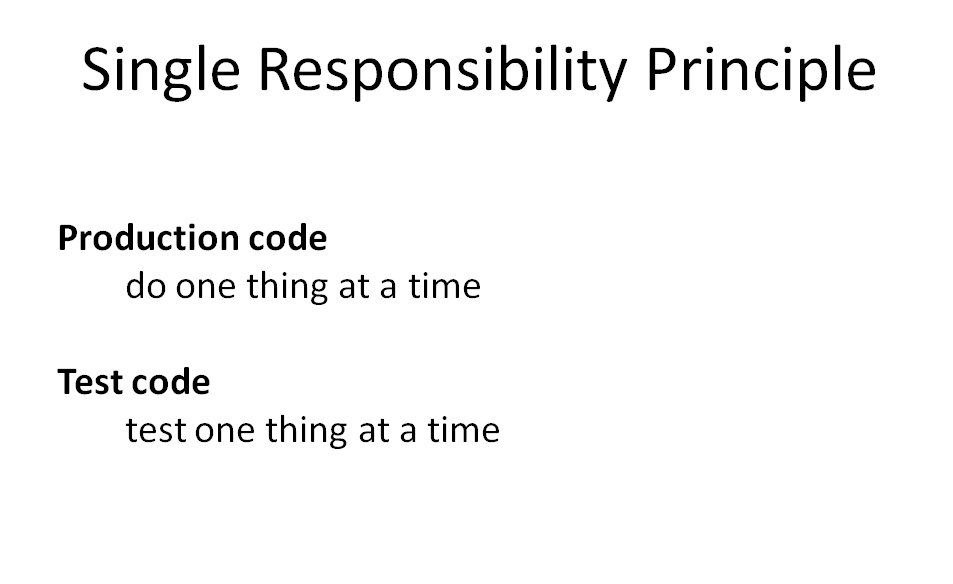 Single Responsibility Principle
Production code
do one thing at a time
Test code
test one thing at a time